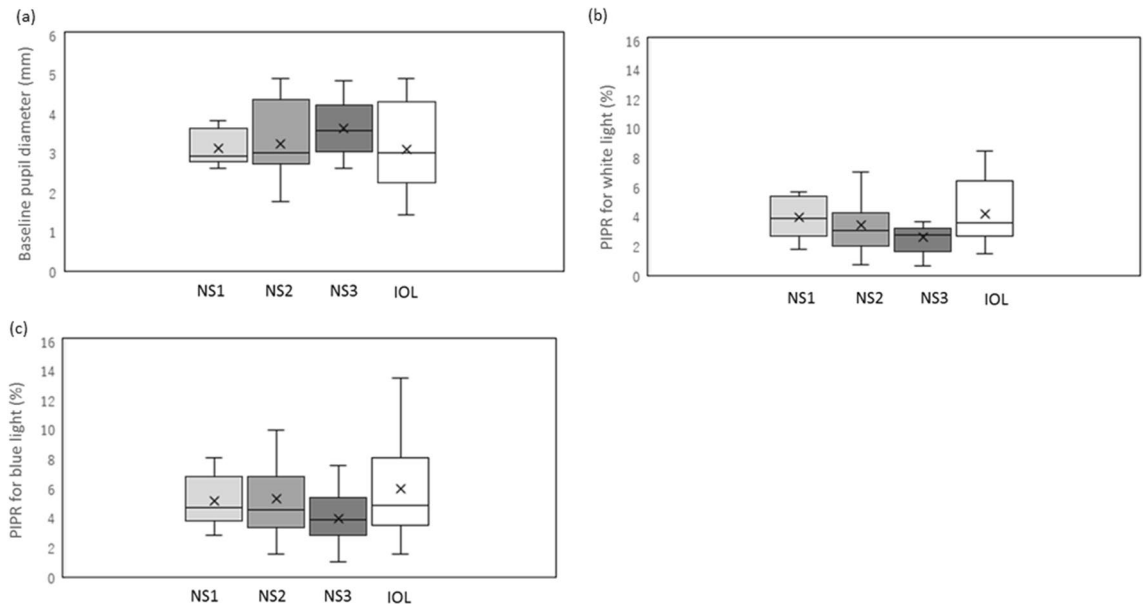 (a)
Baseline pupil diameter (mm)
6
5
4
3
2
1
0
NS1 NS2 NS3 IOL
(b)
PIPR for white light (%)
16
14
12
10
8
6
4
2
0
NS1 NS2 NS3 IOL
(c)
PIPR for blue light (%)
16
14
12
10
8
6
4
2
0
NS1 NS2 NS3 IOL